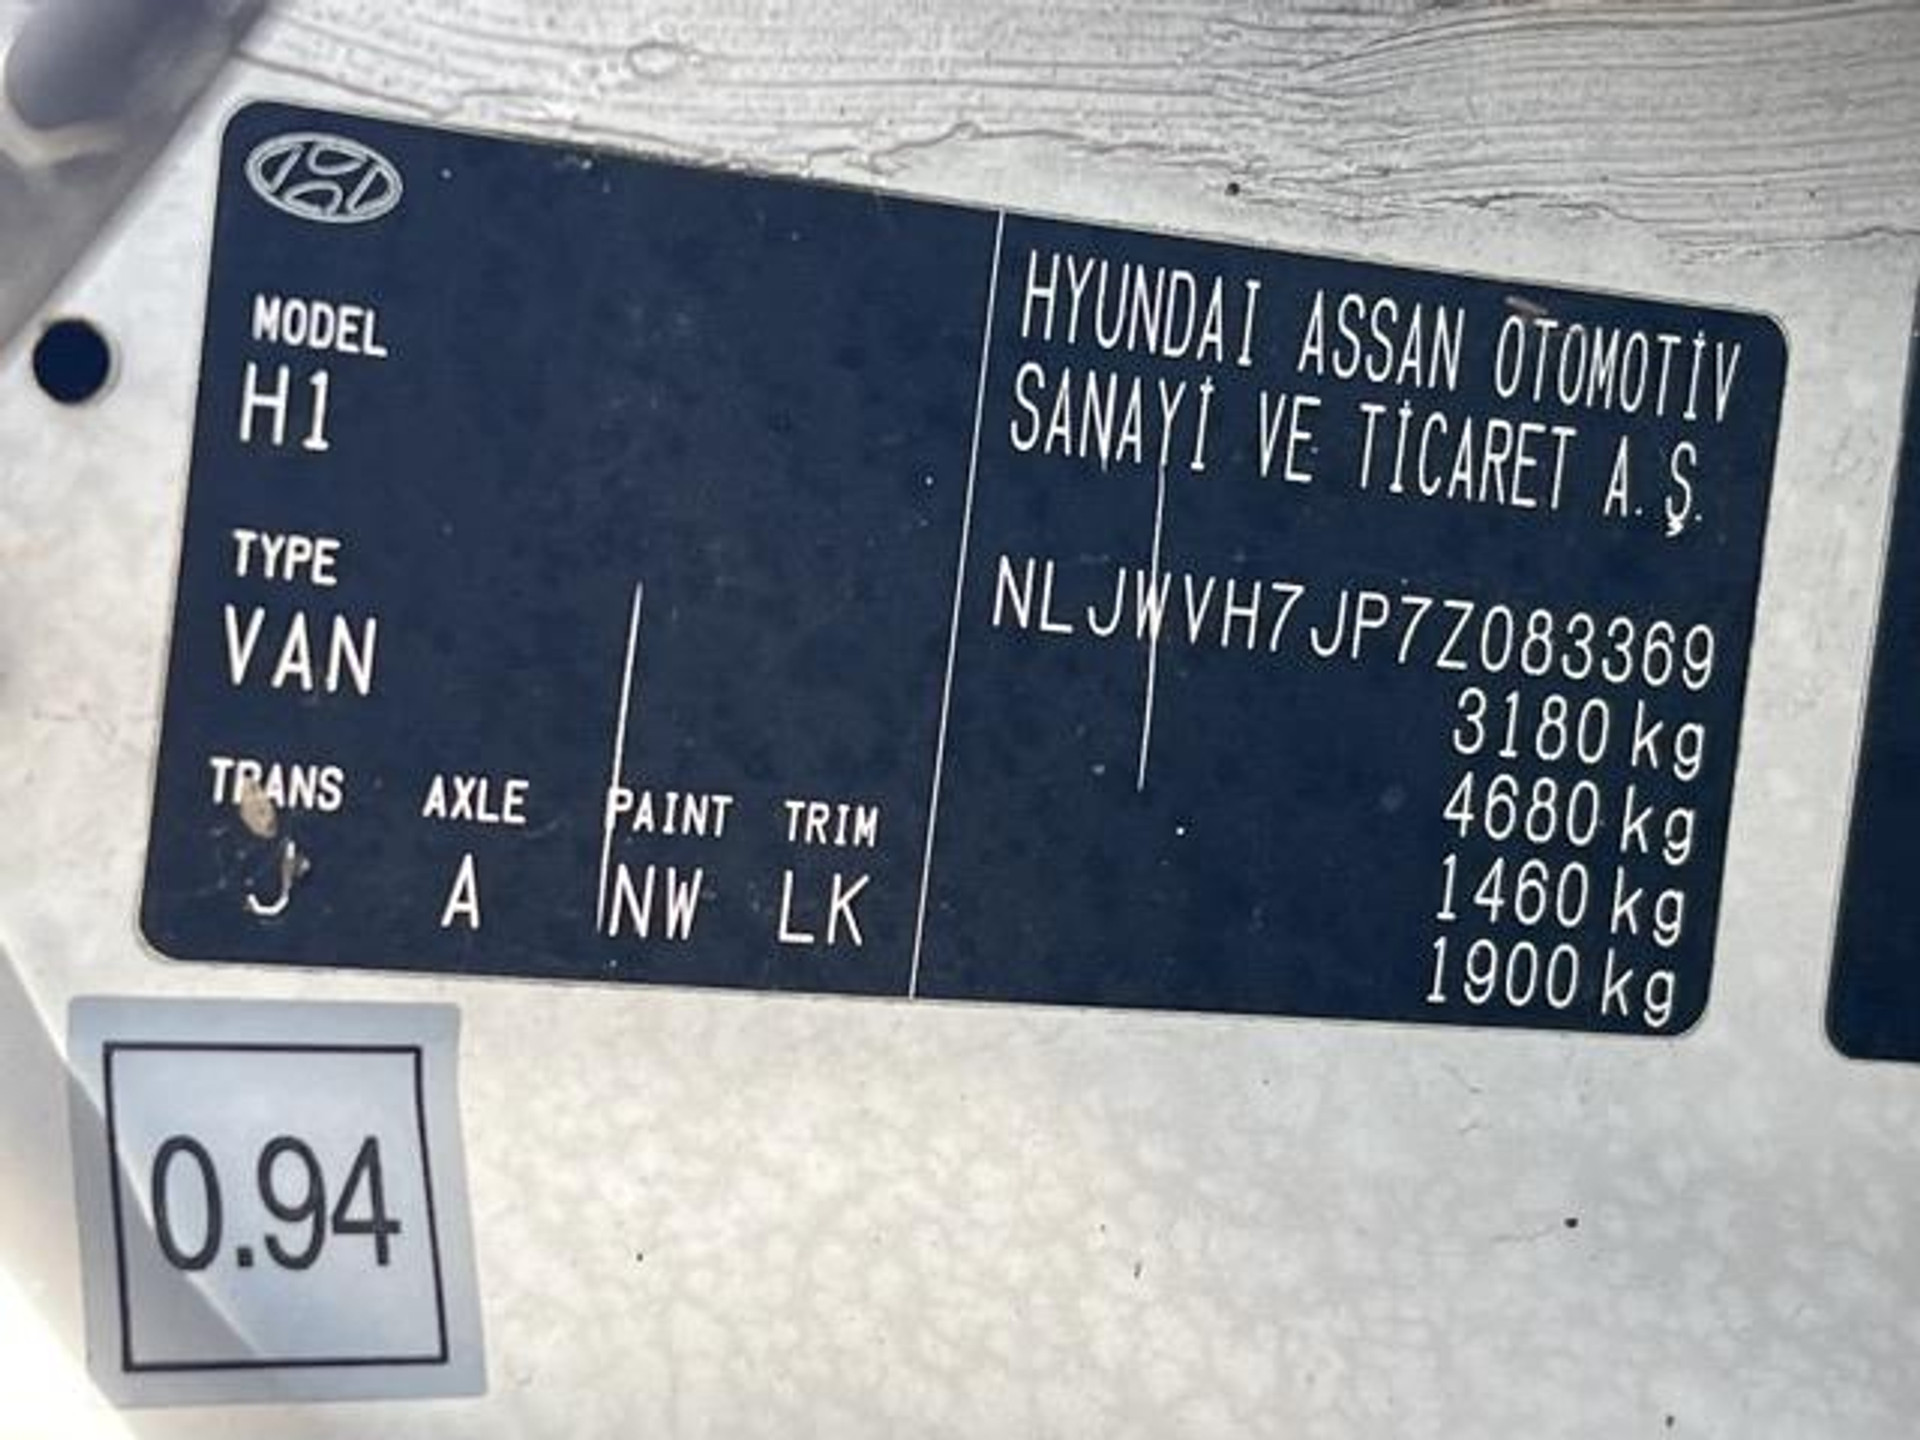 MODEL
H1
TYPE
VAN
TRANS AXLE PAINT TRIM
J A NW LK
HYUNDAI ASSAN OTOMOTİV
SANAYİ VE TİCARET A.Ş.
NLJWVH7JP7Z083369
3180 kg
4680 kg
1460 kg
1900 kg
0.94